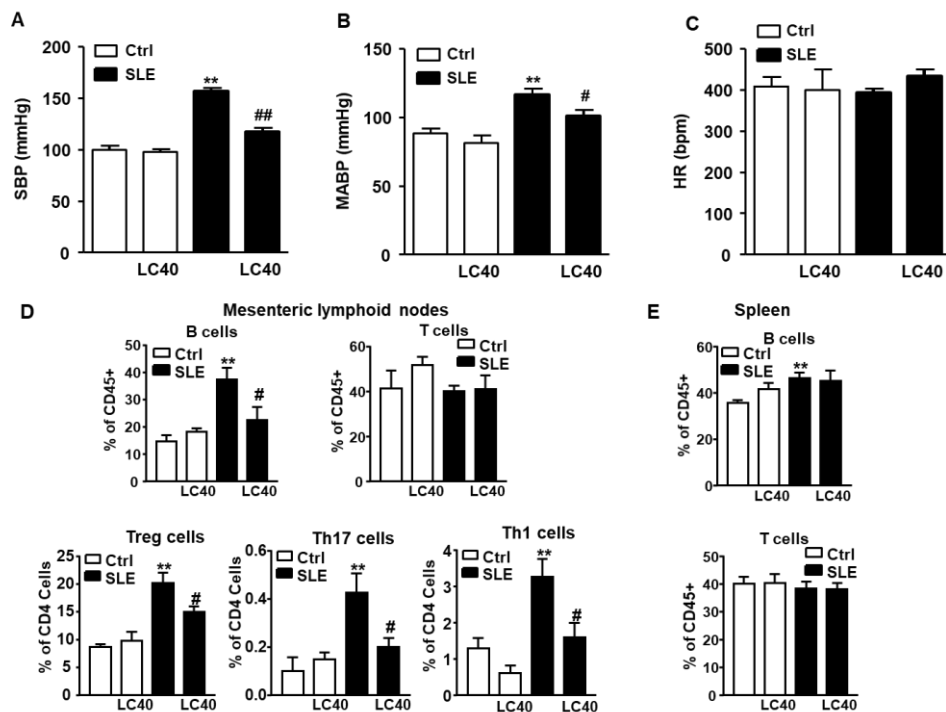 A
Ctrl
SLE
SBP (mmHg)
200
150
100
50
0
**
##
LC40
LC40
B
Ctrl
SLE
MABP (mmHg)
150
100
50
0
**
#
LC40
LC40
C
Ctrl
SLE
HR (bpm)
500
400
300
400
100
0
LC40
LC40
D
Mesenteric lymphoid nodes
B cells
Ctrl
SLE
% of CD45+
50
40
30
20
10
0
**
#
LC40
LC40
T cells
Ctrl
SLE
% of CD45+
60
40
20
0
LC40
LC40
Treg cells
Ctrl
SLE
% of CD4 Cells
25
20
15
10
5
0
**
#
LC40
LC40
Th17 cells
Ctrl
SLE
% of CD4 Cells
0.6
0.4
0.2
0.0
**
#
LC40
LC40
Th1 cells
Ctrl
SLE
% of CD4 Cells
4
3
2
1
0
**
#
LC40
LC40
E
Spleen
B cells
Ctrl
SLE
% of CD45+
60
40
20
0
**
LC40
LC40
T cells
Ctrl
SLE
% of CD45+
50
40
30
20
10
0
LC40
LC40